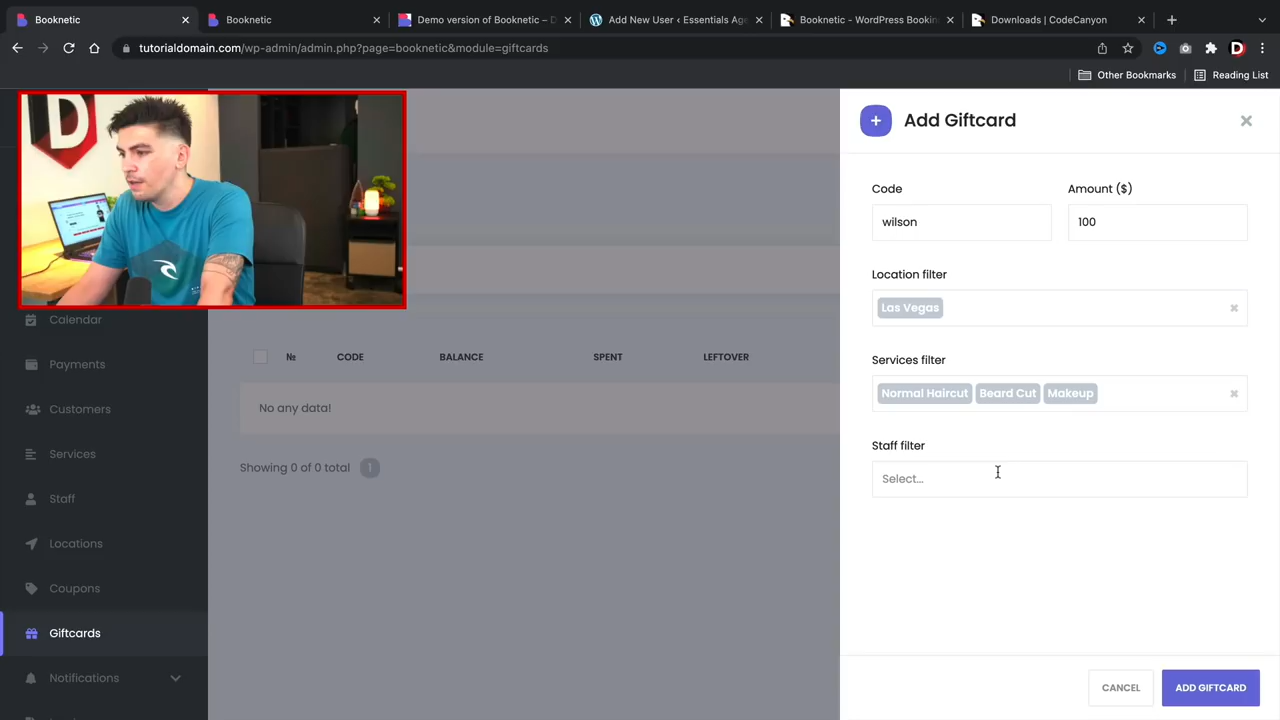 Booknetic
Booknetic
Demo version of Booknetic – D
Add New User ‹ Essentials Age
Booknetic - WordPress Bookin
Downloads | CodeCanyon
tutorialdomain.com/wp-admin/admin.php?page=booknetic&module=giftcards
Other Bookmarks
Reading List
D
Add Giftcard
Code
Amount ($)
wilson
100
Location filter
Las Vegas
Services filter
Normal Haircut
Beard Cut
Makeup
Staff filter
Select...
CANCEL
ADD GIFTCARD
Calendar
Payments
Customers
Services
Staff
Locations
Coupons
Giftcards
Notifications
№
CODE
BALANCE
SPENT
LEFTOVER
No any data!
Showing 0 of 0 total
1